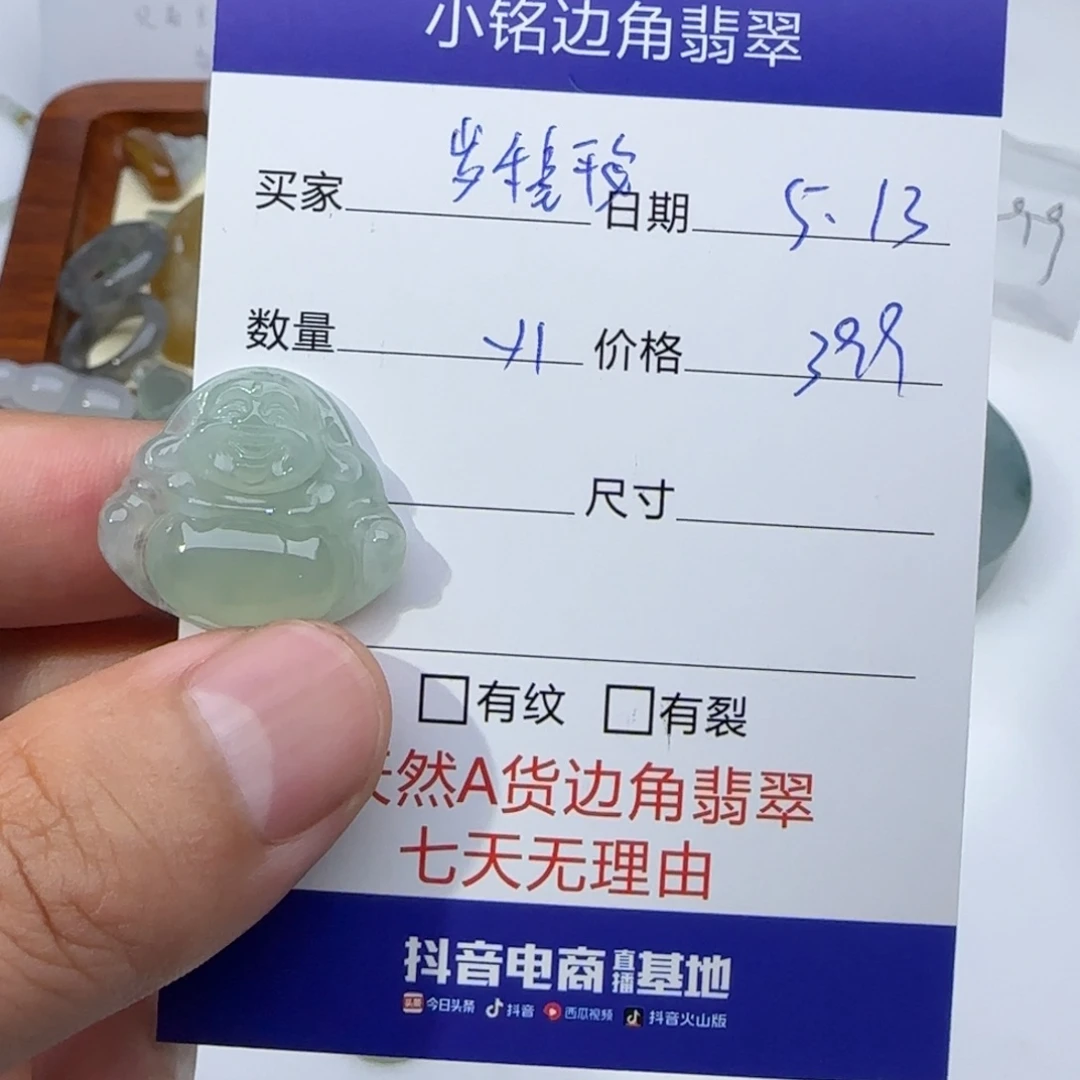 小铭边角翡翠
买家 日期 5.13
数量 价格 399
尺寸
有纹 有裂
天然A货边角翡翠
七天无理由
抖音电商直播基地
今日头条 抖音 西瓜视频 抖音火山版